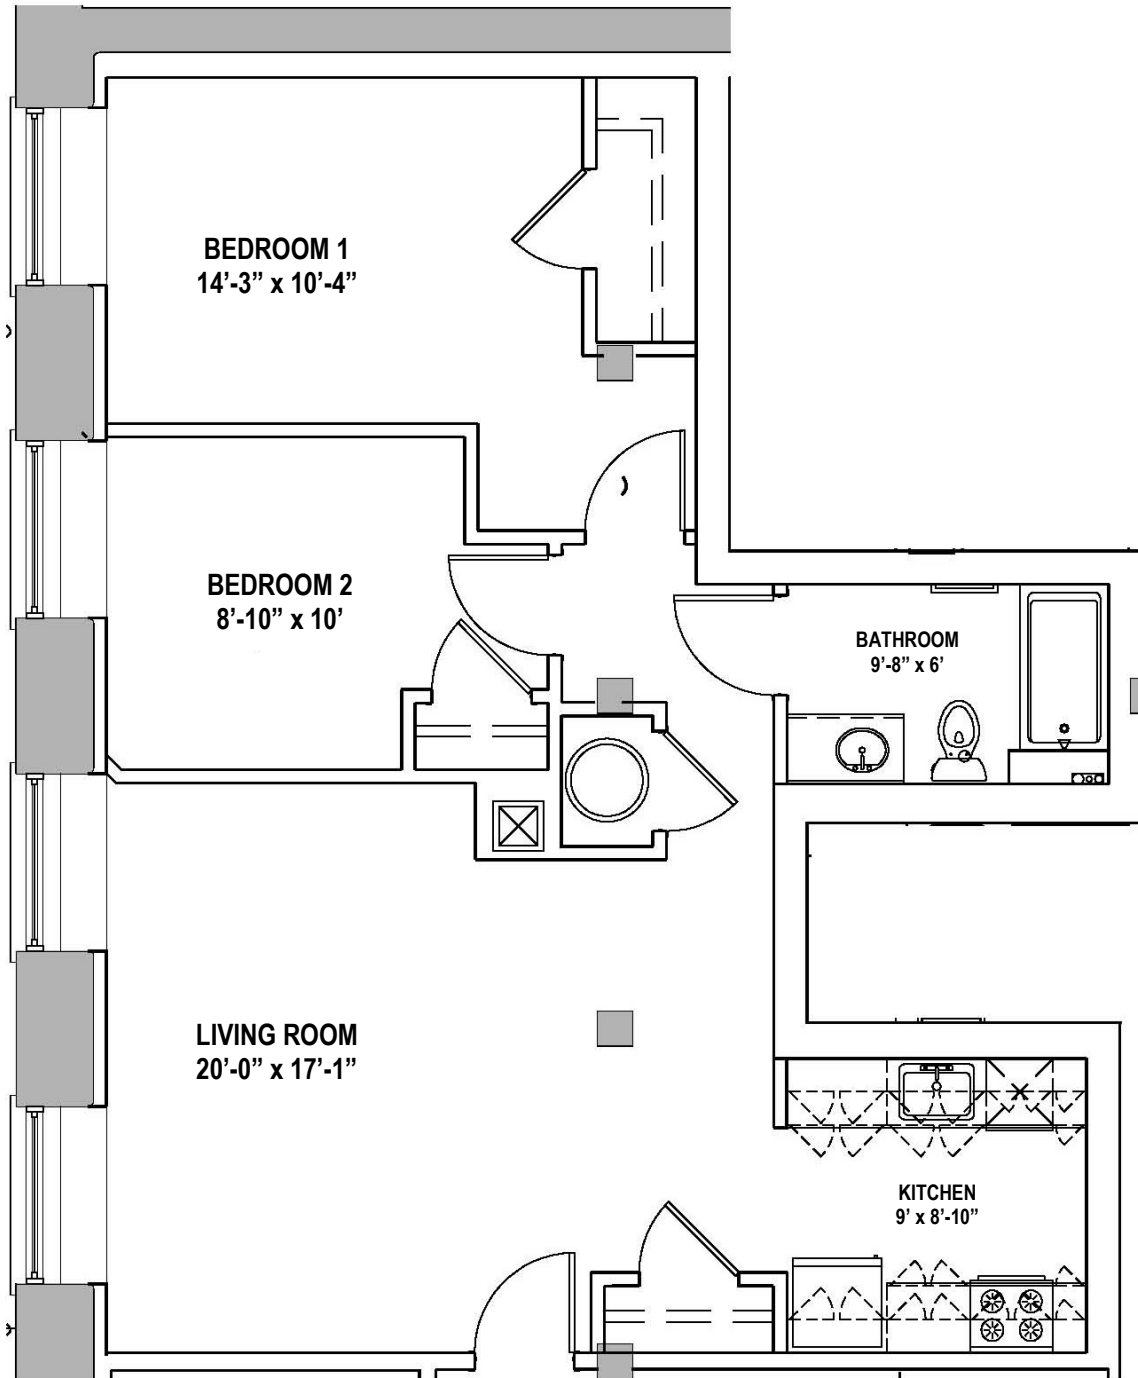 BEDROOM 1
14’-3” x 10’-4”
BEDROOM 2
8’-10” x 10’
BATHROOM
9’-8” x 6’
LIVING ROOM
20’-0” x 17’-1”
KITCHEN
9’ x 8’-10”